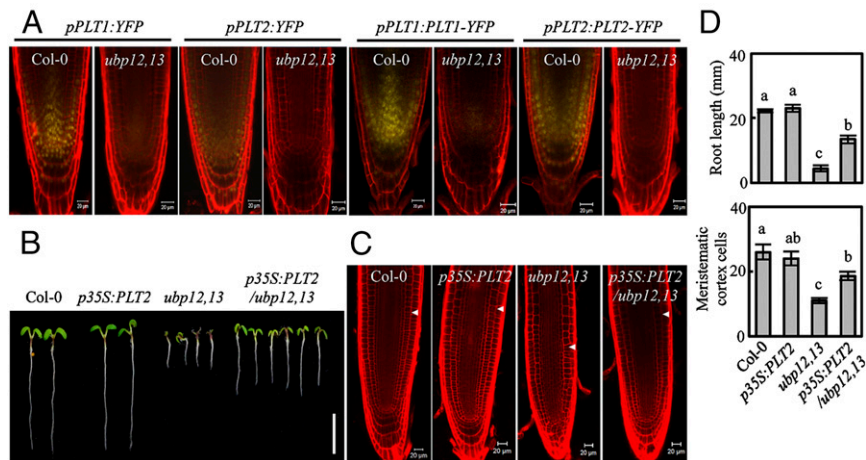 A
pPLT1:YFP
pPLT2:YFP
pPLT1:PLT1-YFP
pPLT2:PLT2-YFP
Col-0
ubp12,13
Col-0
ubp12,13
Col-0
ubp12,13
Col-0
ubp12,13
20 µm
20 µm
20 µm
20 µm
20 µm
20 µm
20 µm
20 µm
B
Col-0
p35S:PLT2
ubp12,13
p35S:PLT2
/ubp12,13
C
Col-0
p35S:PLT2
ubp12,13
p35S:PLT2
/ubp12,13
20 µm
20 µm
20 µm
20 µm
D
Root length (mm)
40
20
0
a
a
c
b
Meristematic
cortex cells
40
20
0
a
ab
c
b
Col-0
p35S:PLT2
ubp12,13
p35S:PLT2
/ubp12,13